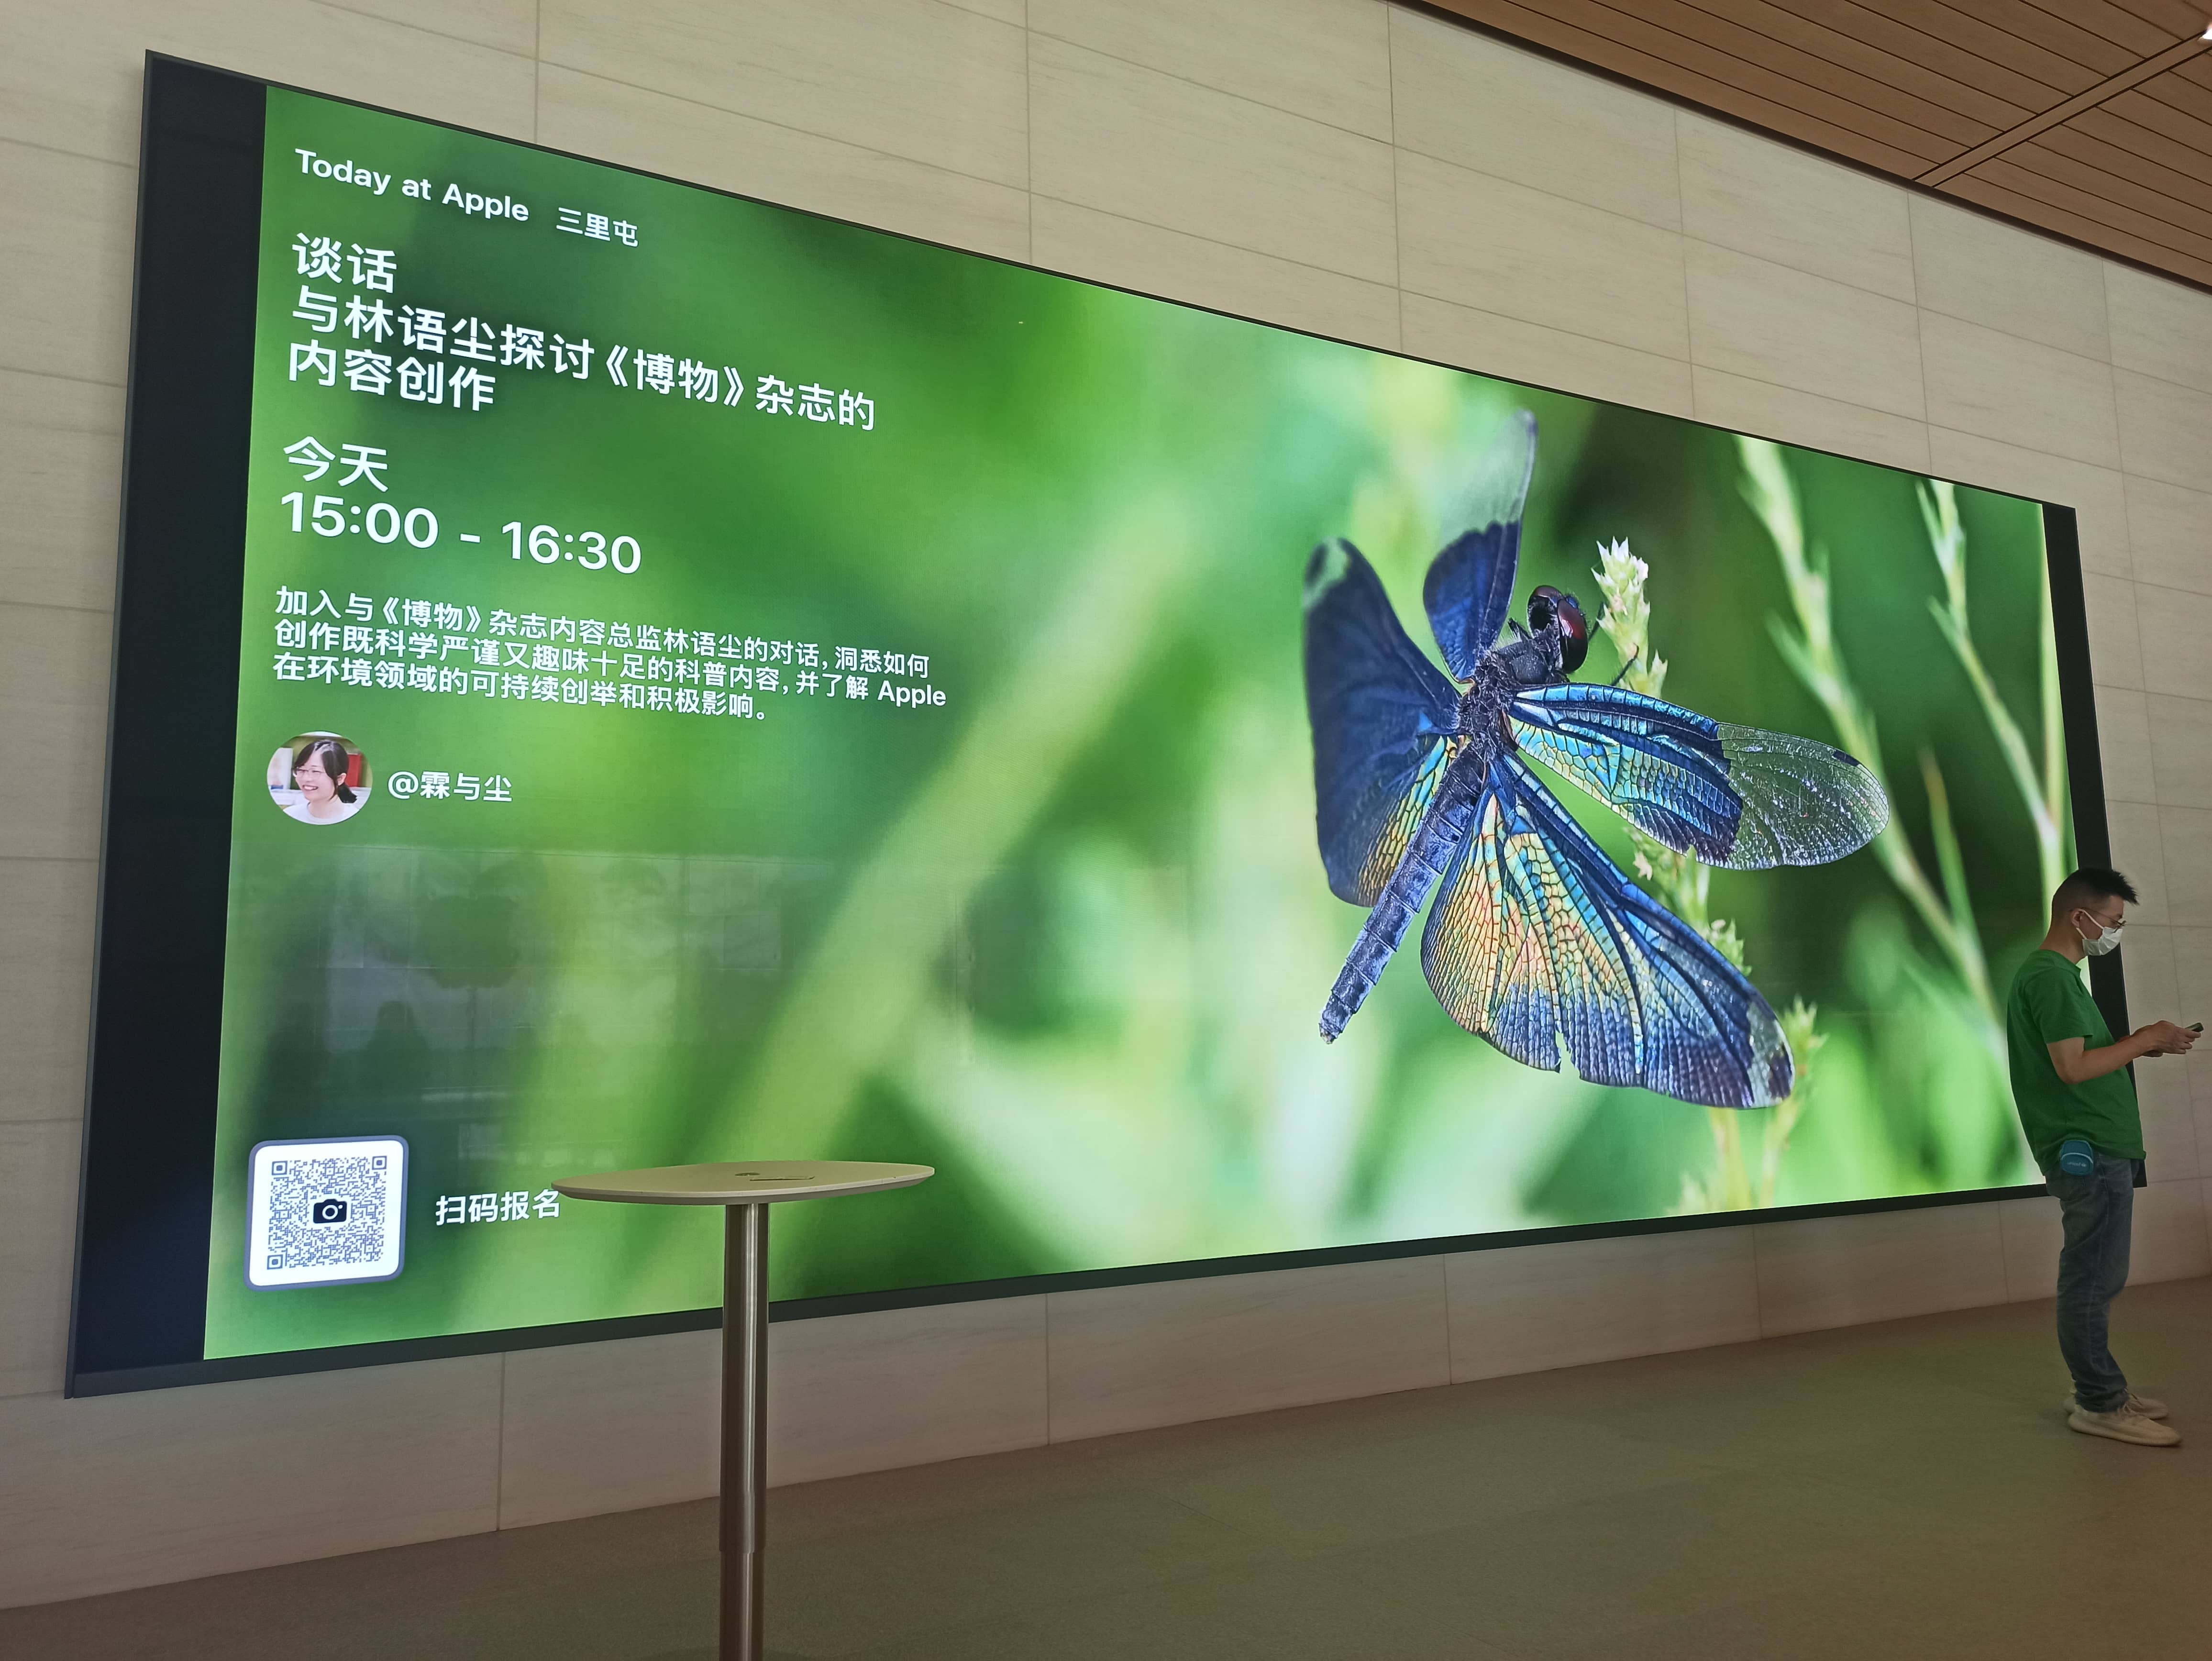 Today at Apple 三里屯
谈话
与林语尘探讨《博物》杂志的
内容创作
今天
15:00 - 16:30
加入与《博物》杂志内容总监林语尘的对话，洞悉如何
创作既科学严谨又趣味十足的科普内容，并了解 Apple
在环境领域的可持续创举和积极影响。
@霖与尘
扫码报名